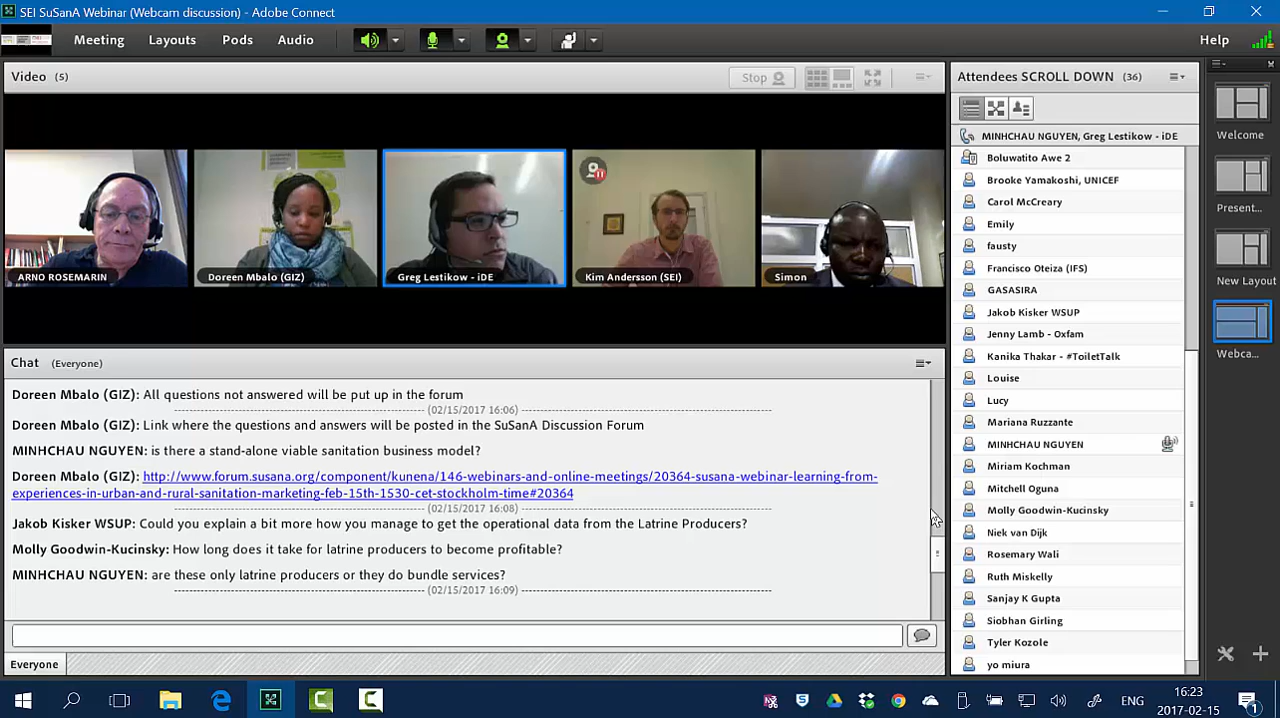 SEI SuSanA Webinar (Webcam discussion) - Adobe Connect
Meeting Layouts Pods Audio Help
Video (5) Stop
ARNO ROSEMARIN
Doreen Mbalo (GIZ)
Greg Lestikow - iDE
Kim Andersson (SEI)
Simon
Chat (Everyone)
Doreen Mbalo (GIZ): All questions not answered will be put up in the forum
(02/15/2017 16:06)
Doreen Mbalo (GIZ): Link where the questions and answers will be posted in the SuSanA Discussion Forum
MINHCHAU NGUYEN: is there a stand-alone viable sanitation business model?
Doreen Mbalo (GIZ): http://www.forum.susana.org/component/kunena/146-webinars-and-online-meetings/20364-susana-webinar-learning-from-
experiences-in-urban-and-rural-sanitation-marketing-feb-15th-1530-cet-stockholm-time#20364
(02/15/2017 16:08)
Jakob Kisker WSUP: Could you explain a bit more how you manage to get the operational data from the Latrine Producers?
Molly Goodwin-Kucinsky: How long does it take for latrine producers to become profitable?
MINHCHAU NGUYEN: are these only latrine producers or they do bundle services?
(02/15/2017 16:09)
Everyone
Attendees SCROLL DOWN (36)
MINHCHAU NGUYEN, Greg Lestikow - iDE
Boluwatito Awe 2
Brooke Yamakoshi, UNICEF
Carol McCreary
Emily
fausty
Francisco Oteiza (IFS)
GASASIRA
Jakob Kisker WSUP
Jenny Lamb - Oxfam
Kanika Thakar - #ToiletTalk
Louise
Lucy
Mariana Ruzzante
MINHCHAU NGUYEN
Miriam Kochman
Mitchell Oguna
Molly Goodwin-Kucinsky
Niek van Dijk
Rosemary Wali
Ruth Miskelly
Sanjay K Gupta
Siobhan Girling
Tyler Kozole
yo miura
Welcome
Present...
New Layout
Webca...
ENG
16:23
2017-02-15
1